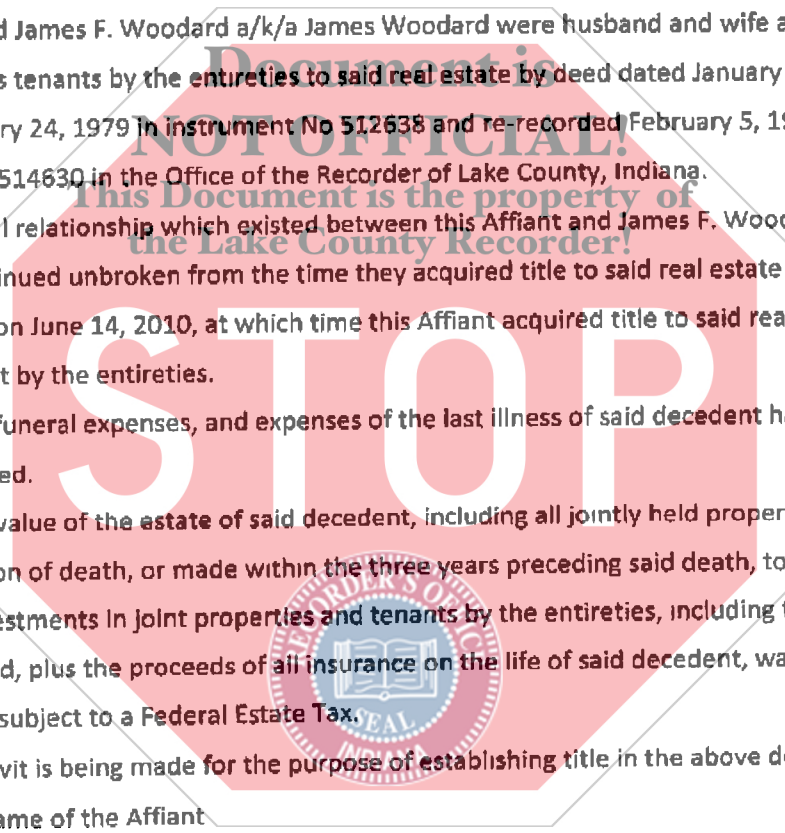 d James F. Woodard a/k/a James Woodard were husband and wife a
s tenants by the entireties to said real estate by deed dated January
Document is
ry 24, 1979 in instrument No 512638 and re-recorded February 5, 19
NOT OFFICIAL!
514630 in the Office of the Recorder of Lake County, Indiana.
This Document is the property of
l relationship which existed between this Affiant and James F. Wood
the Lake County Recorder!
inued unbroken from the time they acquired title to said real estate
on June 14, 2010, at which time this Affiant acquired title to said rea
t by the entireties.
STOP
funeral expenses, and expenses of the last illness of said decedent h
ed.
value of the estate of said decedent, including all jointly held proper
on of death, or made within the three years preceding said death, to
estments in joint properties and tenants by the entireties, including
d, plus the proceeds of all insurance on the life of said decedent, wa
subject to a Federal Estate Tax.
vit is being made for the purpose of establishing title in the above d
ame of the Affiant
RECORDER'S OFFICE
SEAL
INDIANA